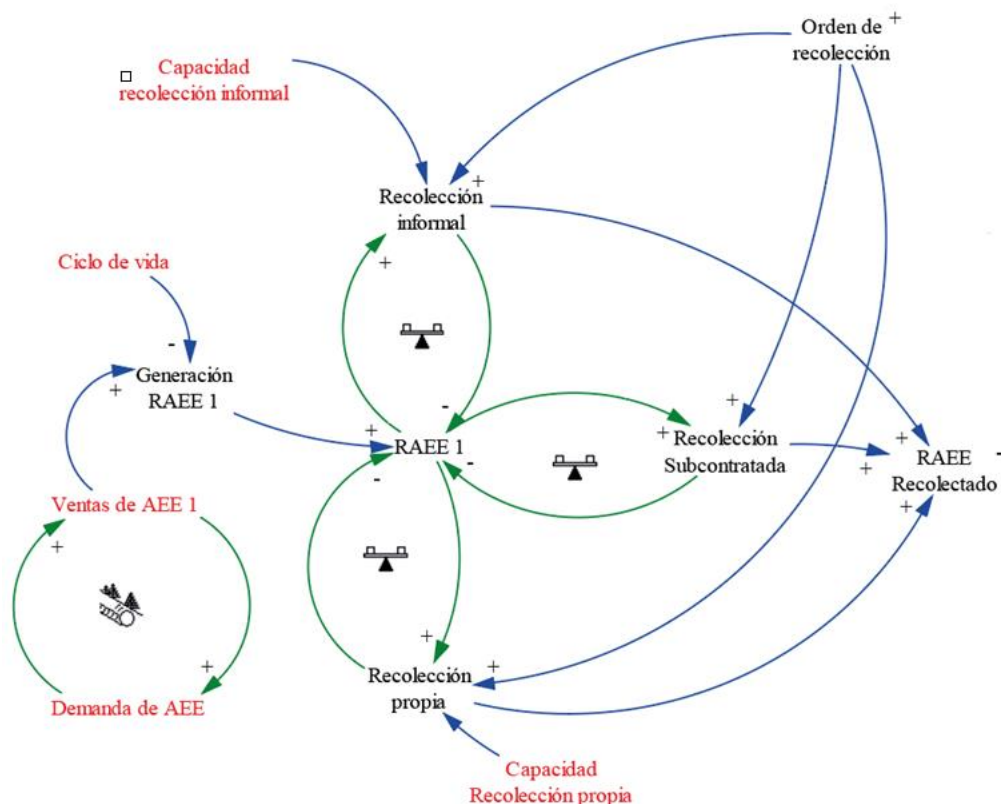 Orden de
recolección
+
Capacidad
recolección informal
Recolección
informal
+
+
Ciclo de vida
-
Generación
RAEE 1
+
-
+
RAEE 1
-
-
+
Recolección
Subcontratada
+
+
+
+
RAEE
Recolectado
-
Ventas de AEE 1
+
+
Demanda de AEE
+
+
Recolección
propia
Capacidad
Recolección propia